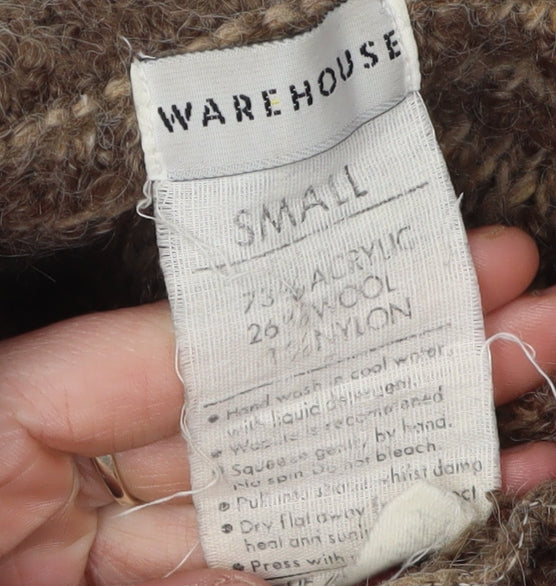 WAREHOUSE
SMALL
73% ACRYLIC
26% WOOL
1% NYLON
• Hand wash in cool water,
with liquid detergent.
• Woolite is recommended
• Squeeze gently by hand.
No spin Do not bleach.
• Pull into shape whilst damp
• Dry flat away
heat and sunl
• Press with